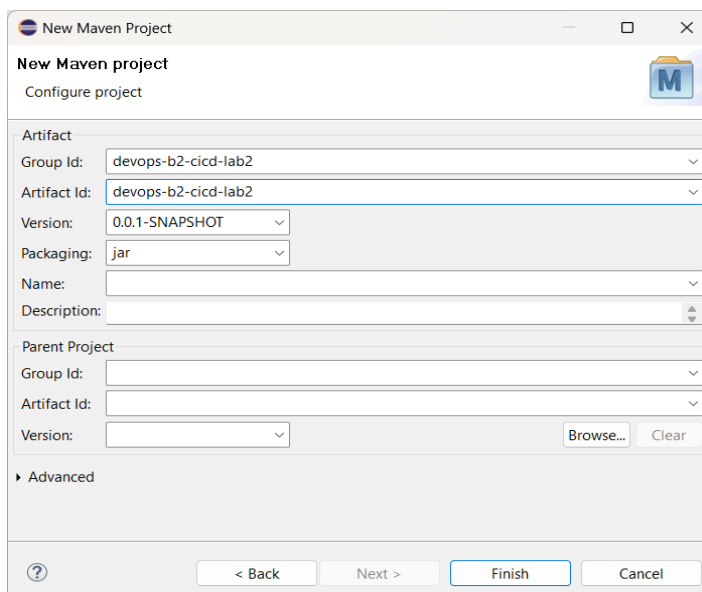 New Maven Project
New Maven project
Configure project
M
Artifact
Group Id: devops-b2-cicd-lab2
Artifact Id: devops-b2-cicd-lab2
Version: 0.0.1-SNAPSHOT
Packaging: jar
Name:
Description:
Parent Project
Group Id:
Artifact Id:
Version: Browse... Clear
Advanced
? < Back Next > Finish Cancel